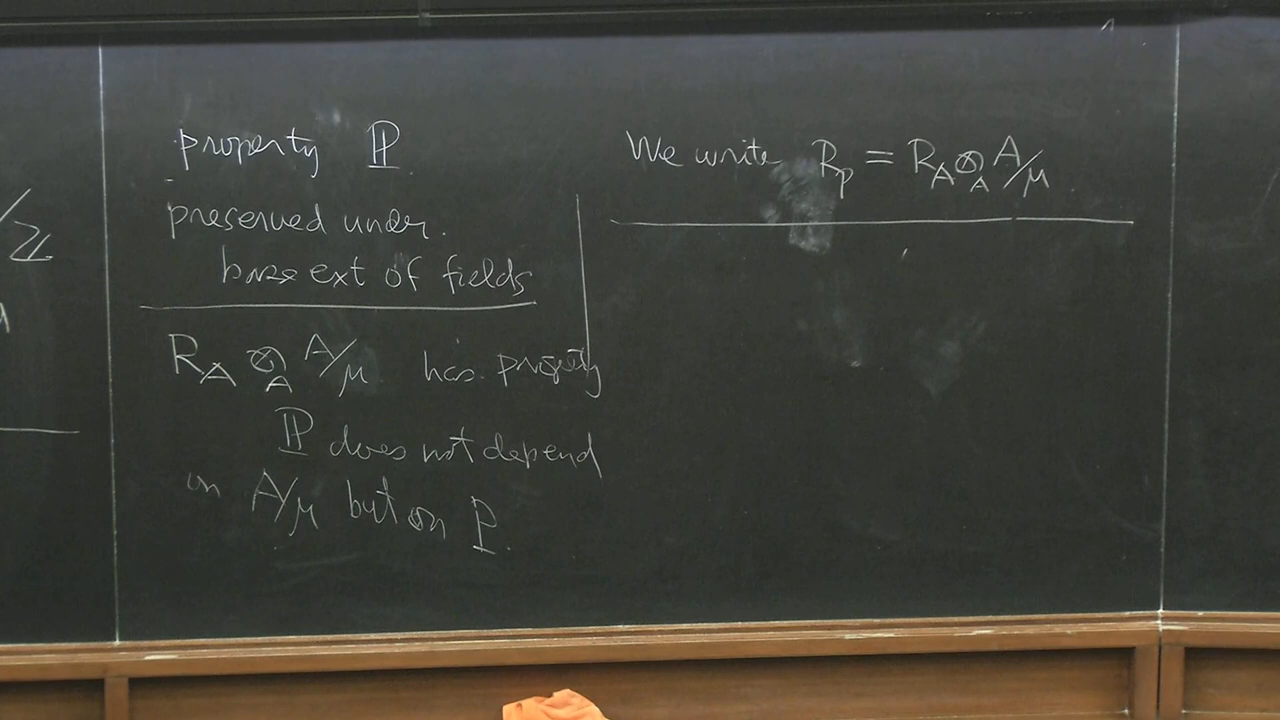 property ℙ
preserved under
base ext of fields
R_A ⊗_A A/μ has property
ℙ does not depend
on A/μ but on p.
We write R_p = R_A ⊗_A A/μ